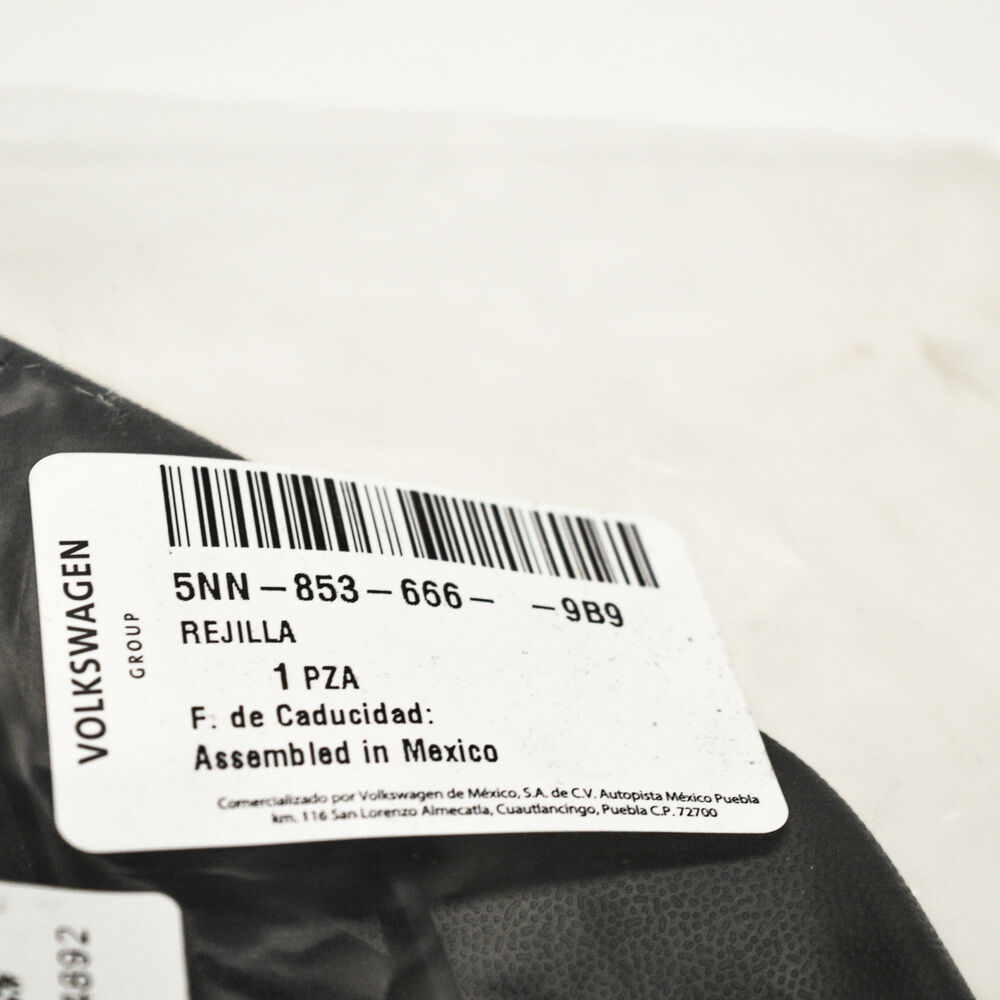 VOLKSWAGEN
GROUP
5NN-853-666- -9B9
REJILLA
1 PZA
F. de Caducidad:
Assembled in Mexico
Comercializado por Volkswagen de México, S.A. de C.V. Autopista México Puebla
km. 116 San Lorenzo Almecatla, Cuautlancingo, Puebla C.P. 72700